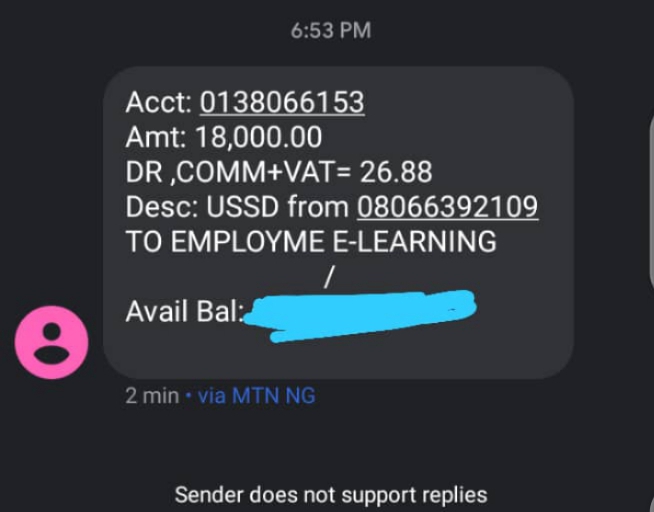 6:53 PM
Acct: 0138066153
Amt: 18,000.00
DR ,COMM+VAT= 26.88
Desc: USSD from 08066392109
TO EMPLOYME E-LEARNING
/
Avail Bal:
2 min • via MTN NG
Sender does not support replies